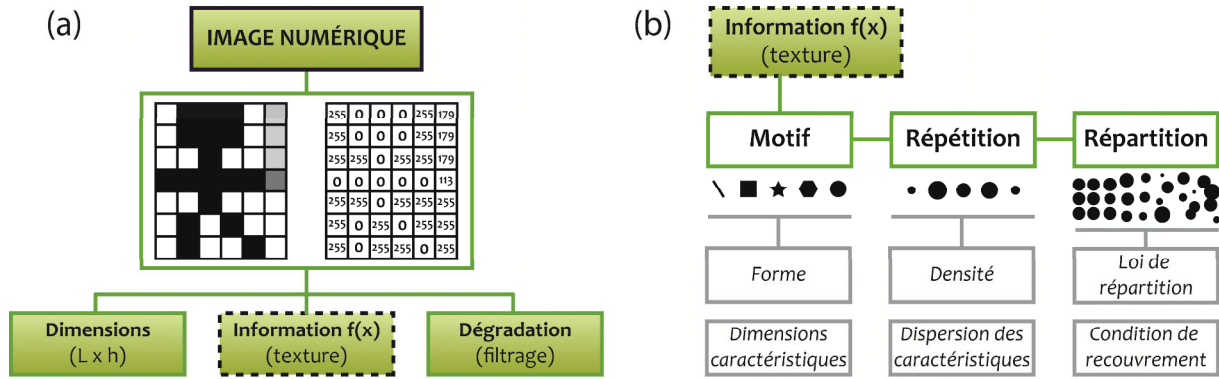 (a)
IMAGE NUMÉRIQUE
255 0 0 0 255 179
255 0 0 0 255 179
255 255 0 255 255 179
0 0 0 0 0 113
255 255 0 255 255 255
255 0 255 0 255 255
255 0 255 255 0 255
Dimensions
(L x h)
Information f(x)
(texture)
Dégradation
(filtrage)
(b)
Information f(x)
(texture)
Motif
Répétition
Répartition
Forme
Densité
Loi de
répartition
Dimensions
caractéristiques
Dispersion des
caractéristiques
Condition de
recouvrement